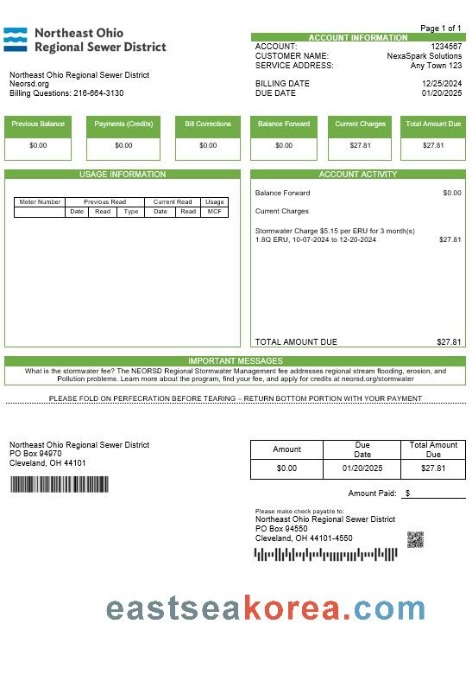 Northeast Ohio
Regional Sewer District
Page 1 of 1
ACCOUNT INFORMATION
ACCOUNT: 1234567
CUSTOMER NAME: NexaSpark Solutions
SERVICE ADDRESS: Any Town 123
Northeast Ohio Regional Sewer District
Neorsd.org
Billing Questions: 216-664-3130
BILLING DATE 12/25/2024
DUE DATE 01/20/2025
Previous Balance Payments (Credits) Bill Corrections Balance Forward Current Charges Total Amount Due
$0.00 $0.00 $0.00 $0.00 $27.81 $27.81
USAGE INFORMATION
Meter Number Previous Read Current Read Usage
Date Read Type Date Read MCF
ACCOUNT ACTIVITY
Balance Forward $0.00
Current Charges
Stormwater Charge $5.15 per ERU for 3 month(s)
1.8Q ERU, 10-07-2024 to 12-20-2024 $27.81
TOTAL AMOUNT DUE $27.81
IMPORTANT MESSAGES
What is the stormwater fee? The NEORSD Regional Stormwater Management fee addresses regional stream flooding, erosion, and
Pollution problems. Learn more about the program, find your fee, and apply for credits at neorsd.org/stormwater
PLEASE FOLD ON PERFECRATION BEFORE TEARING – RETURN BOTTOM PORTION WITH YOUR PAYMENT
Northeast Ohio Regional Sewer District
PO Box 94970
Cleveland, OH 44101
Amount Due Date Total Amount Due
$0.00 01/20/2025 $27.81
Amount Paid: $
Please make check payable to:
Northeast Ohio Regional Sewer District
PO Box 94550
Cleveland, OH 44101-4550
eastseakorea.com